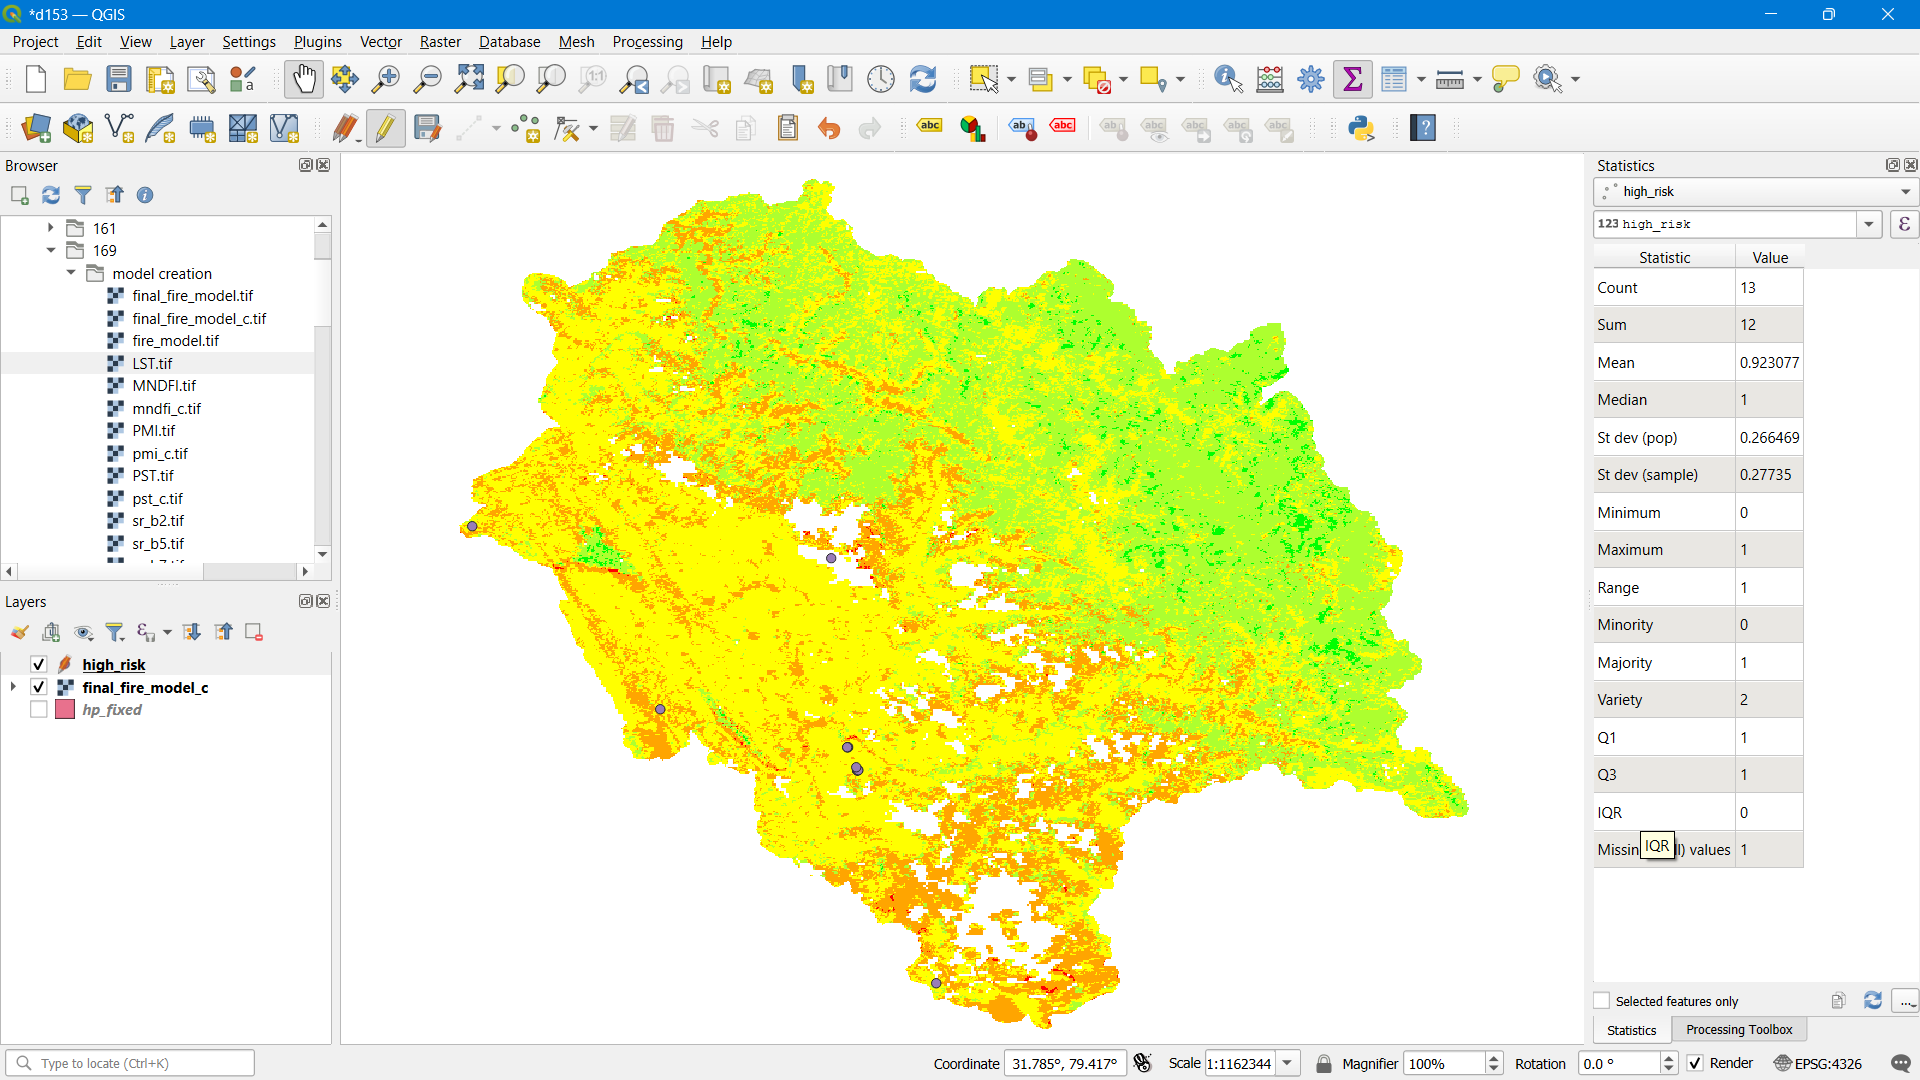 *d153 — QGIS
Project Edit View Layer Settings Plugins Vector Raster Database Mesh Processing Help
Browser
161
169
model creation
final_fire_model.tif
final_fire_model_c.tif
fire_model.tif
LST.tif
MNDFI.tif
mndfi_c.tif
PMI.tif
pmi_c.tif
PST.tif
pst_c.tif
sr_b2.tif
sr_b5.tif
Layers
high_risk
final_fire_model_c
hp_fixed
Statistics
high_risk
123 high_risk
Statistic Value
Count 13
Sum 12
Mean 0.923077
Median 1
St dev (pop) 0.266469
St dev (sample) 0.27735
Minimum 0
Maximum 1
Range 1
Minority 0
Majority 1
Variety 2
Q1 1
Q3 1
IQR 0
IQR
values 1
Selected features only
Statistics Processing Toolbox
Type to locate (Ctrl+K) Coordinate 31.785°, 79.417° Scale 1:1162344 Magnifier 100% Rotation 0.0 ° Render EPSG:4326